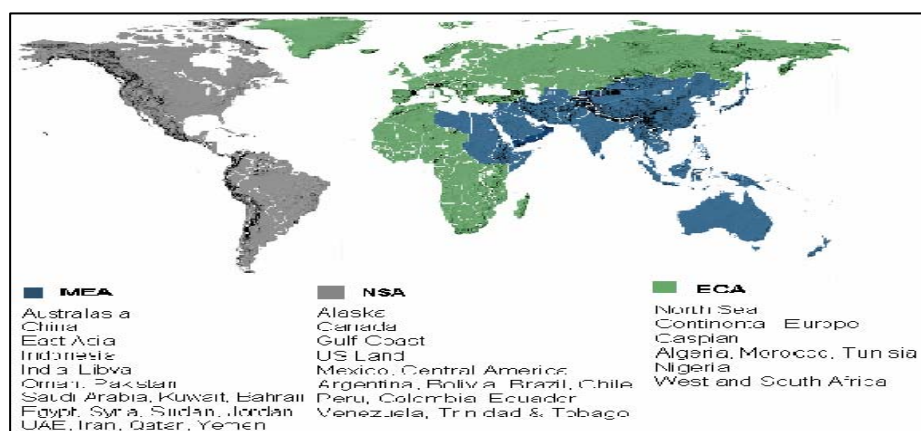 MEA
Australasia
China
East Asia
Indonesia
India Libya
Oman, Pakistan
Saudi Arabia, Kuwait, Bahrain
Egypt, Syria, Sudan, Jordan
UAE, Iran, Qatar, Yemen
NSA
Alaska
Canada
Gulf Coast
US Land
Mexico, Central America
Argentina, Bolivia, Brazil, Chile
Peru, Colombia, Ecuador
Venezuela, Trinidad & Tobago
ECA
North Sea
Continental Europe
Caspian
Algeria, Morocco, Tunisia
Nigeria
West and South Africa